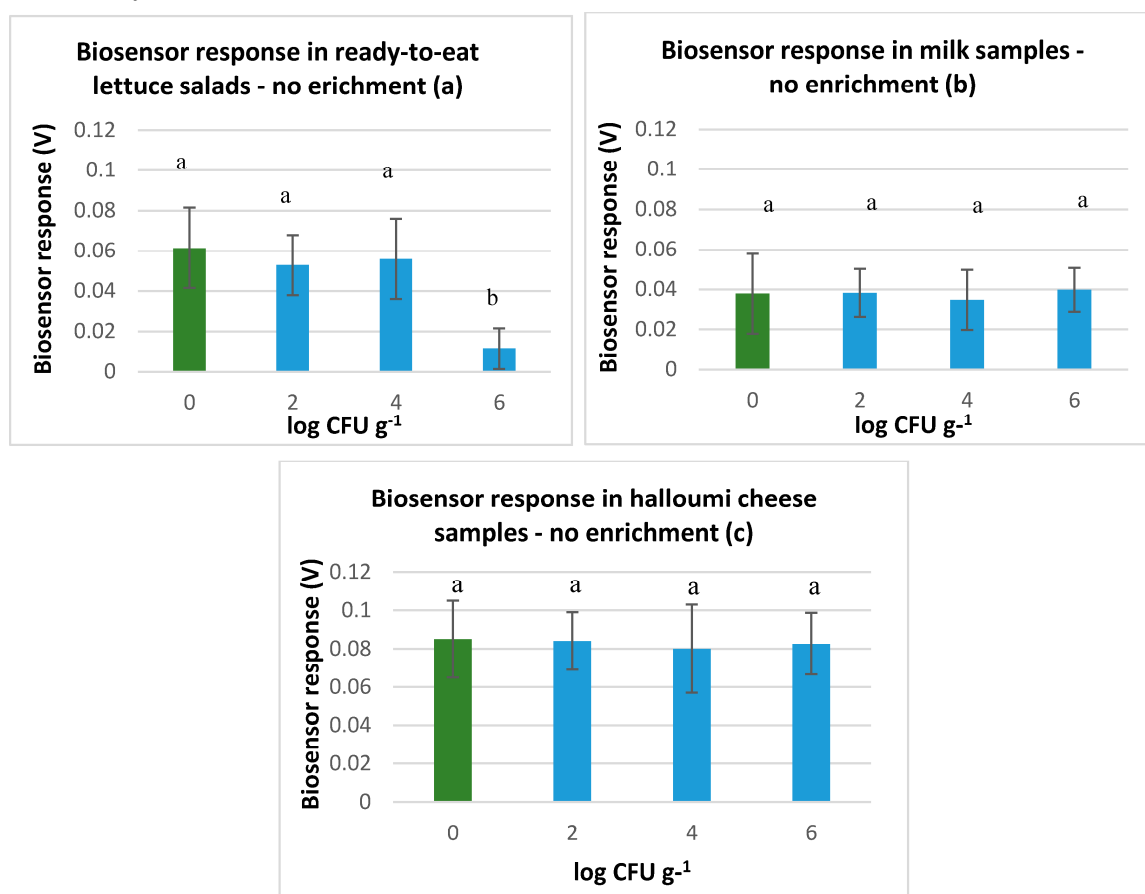 Biosensor response in ready-to-eat
lettuce salads - no erichment (a)
Biosensor response (V)
0.12
0.1
0.08
0.06
0.04
0.02
0
a
a
a
b
0
2
4
6
log CFU g-1
Biosensor response in milk samples -
no enrichment (b)
Biosensor response (V)
0.12
0.1
0.08
0.06
0.04
0.02
0
a
a
a
a
0
2
4
6
log CFU g-1
Biosensor response in halloumi cheese
samples - no enrichment (c)
Biosensor response (V)
0.12
0.1
0.08
0.06
0.04
0.02
0
a
a
a
a
0
2
4
6
log CFU g-1